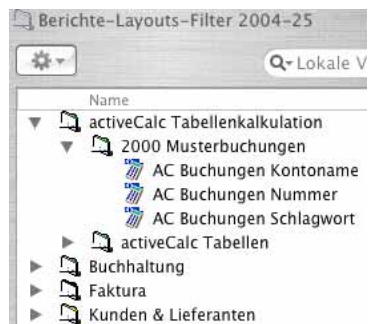 Berichte-Layouts-Filter 2004-25
Lokale V
Name
activeCalc Tabellenkalkulation
2000 Musterbuchungen
AC Buchungen Kontoname
AC Buchungen Nummer
AC Buchungen Schlagwort
activeCalc Tabellen
Buchhaltung
Faktura
Kunden & Lieferanten